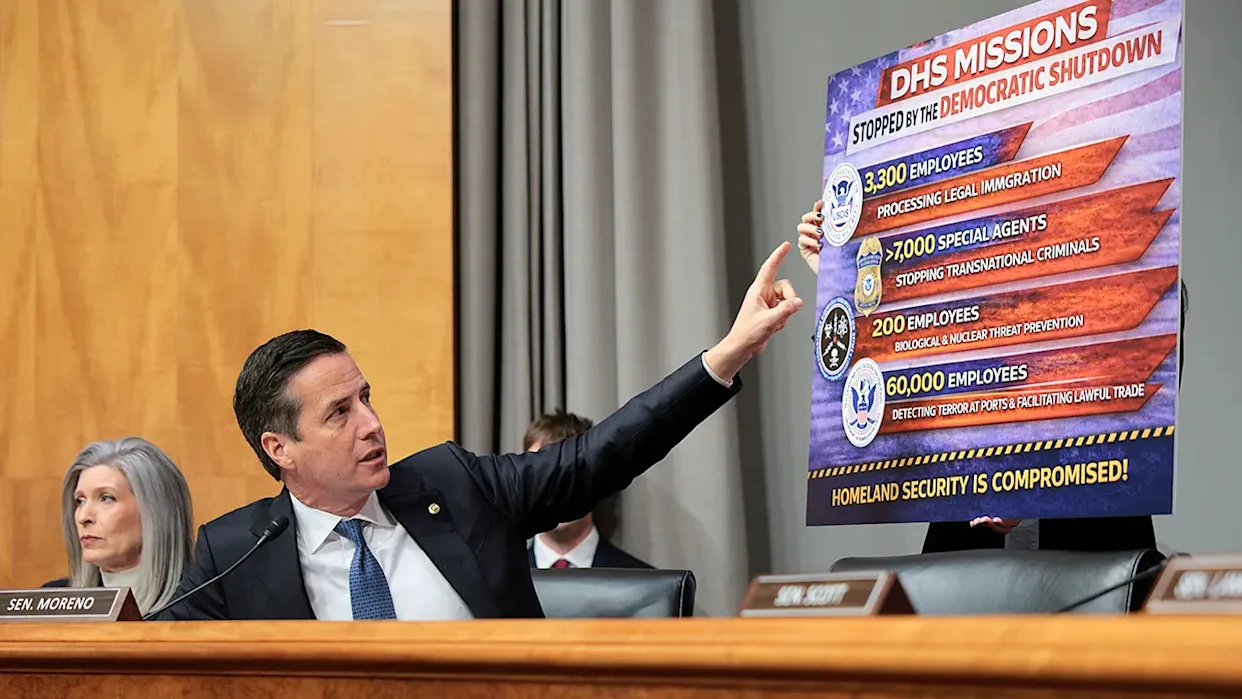 DHS MISSIONS
STOPPED BY THE DEMOCRATIC SHUTDOWN
3,300 EMPLOYEES
PROCESSING LEGAL IMMGRATION
USCIS
>7,000 SPECIAL AGENTS
STOPPING TRANSNATIONAL CRIMINALS
200 EMPLOYEES
BIOLOGICAL & NUCLEAR THREAT PREVENTION
60,000 EMPLOYEES
DETECTING TERROR AT PORTS & FACILITATING LAWFUL TRADE
HOMELAND SECURITY IS COMPROMISED!
SEN. MORENO
SEN. SCOTT